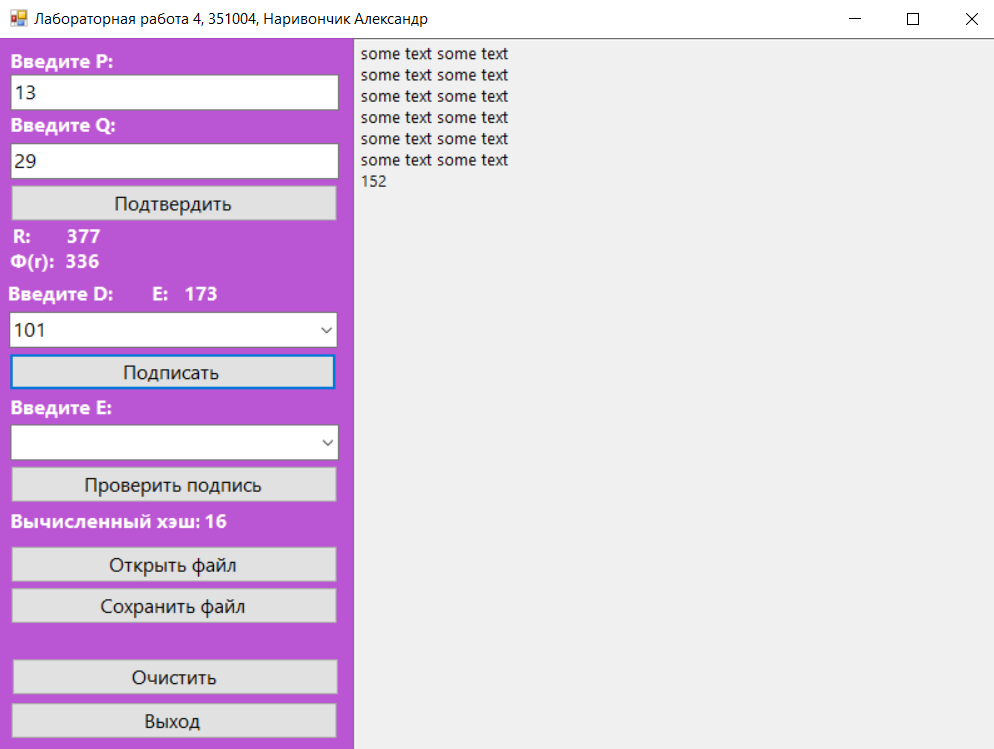 Лабораторная работа 4, 351004, Наривончик Александр
Введите P:
13
Введите Q:
29
Подтвердить
R: 377
Ф(r): 336
Введите D: E: 173
101
Подписать
Введите E:
Проверить подпись
Вычисленный хэш: 16
Открыть файл
Сохранить файл
Очистить
Выход
some text some text
some text some text
some text some text
some text some text
some text some text
some text some text
152